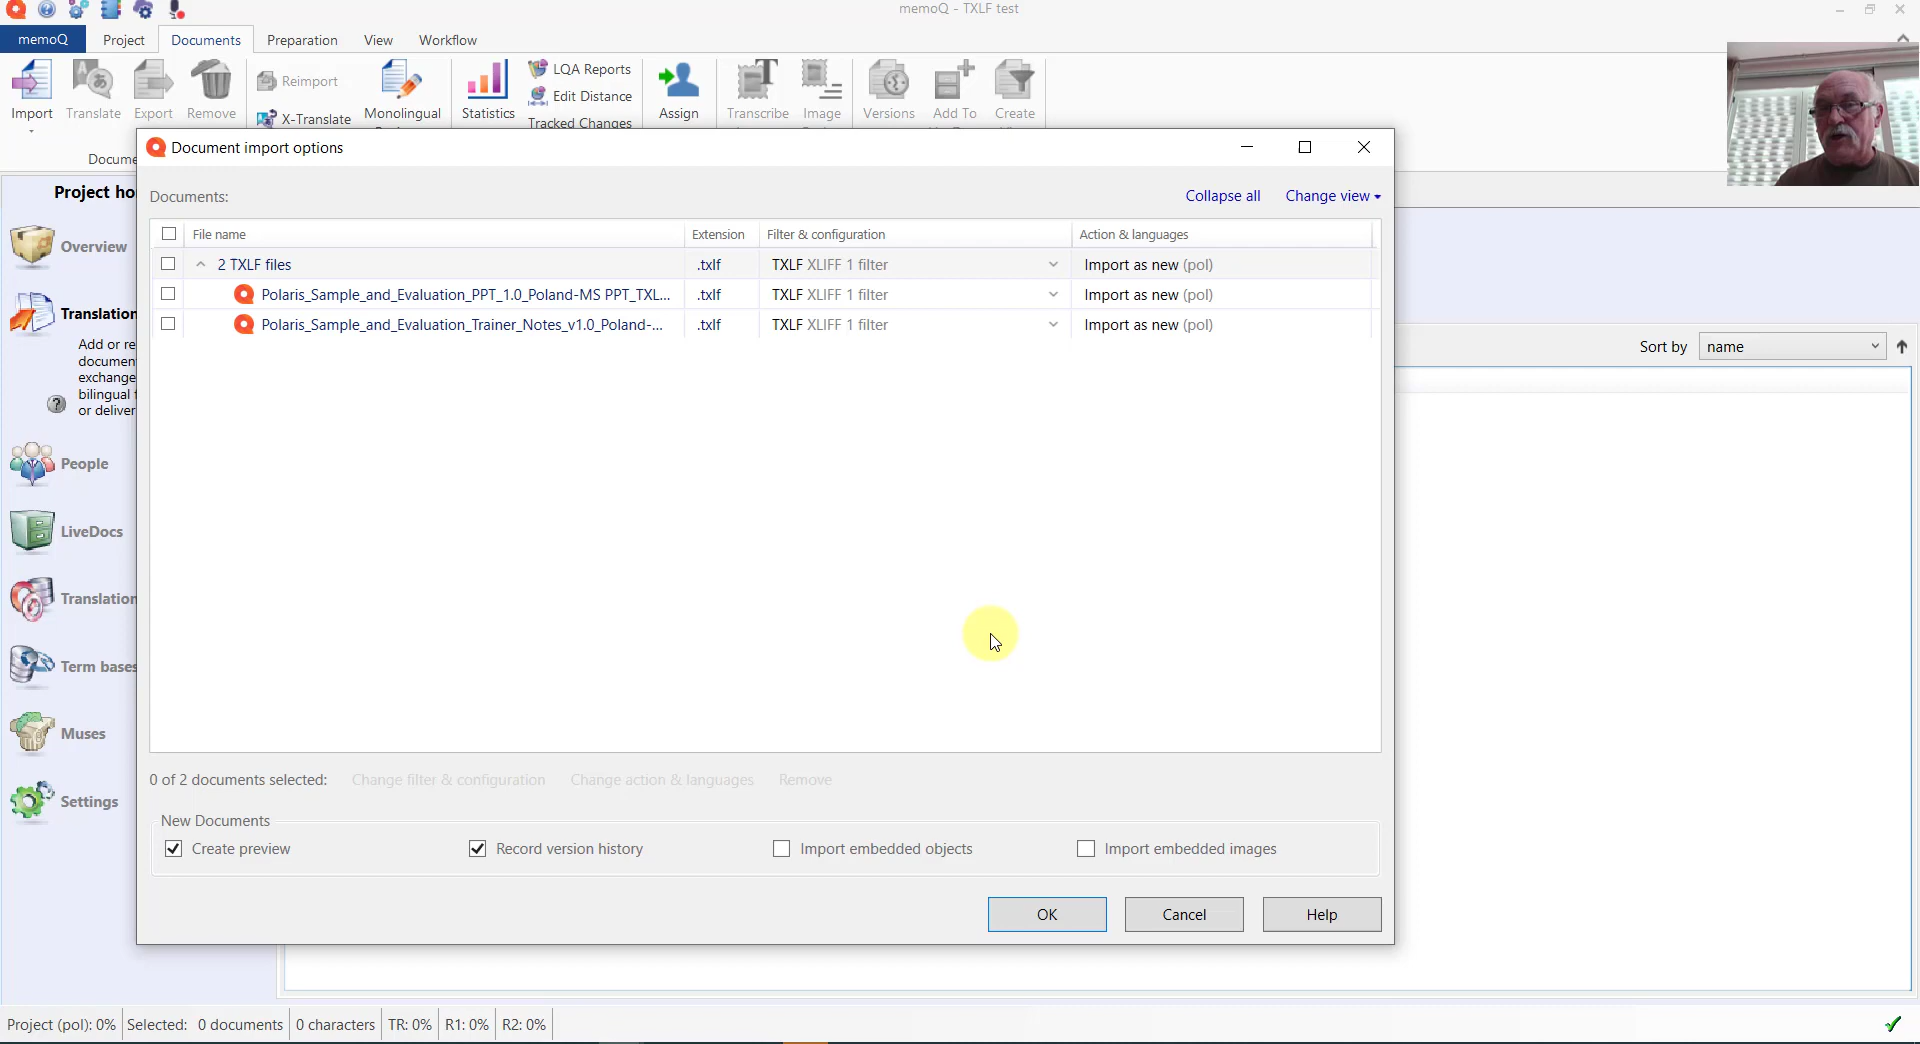 memoQ - TXLF test
memoQ
Project
Documents
Preparation
View
Workflow
Import
Translate
Export
Remove
Reimport
X-Translate
Monolingual
Statistics
LQA Reports
Edit Distance
Tracked Changes
Assign
Transcribe
Image
Versions
Add To
Create
Docume
Project ho
Overview
Translation
Add or re
documen
exchange
bilingual
or deliver
People
LiveDocs
Translation
Term bases
Muses
Settings
Document import options
Documents:
Collapse all
Change view
File name
Extension
Filter & configuration
Action & languages
2 TXLF files
.txlf
TXLF XLIFF 1 filter
Import as new (pol)
Polaris_Sample_and_Evaluation_PPT_1.0_Poland-MS PPT_TXL...
.txlf
TXLF XLIFF 1 filter
Import as new (pol)
Polaris_Sample_and_Evaluation_Trainer_Notes_v1.0_Poland-...
.txlf
TXLF XLIFF 1 filter
Import as new (pol)
0 of 2 documents selected:
Change filter & configuration
Change action & languages
Remove
New Documents
Create preview
Record version history
Import embedded objects
Import embedded images
OK
Cancel
Help
Sort by
name
Project (pol): 0%
Selected: 0 documents
0 characters
TR: 0%
R1: 0%
R2: 0%